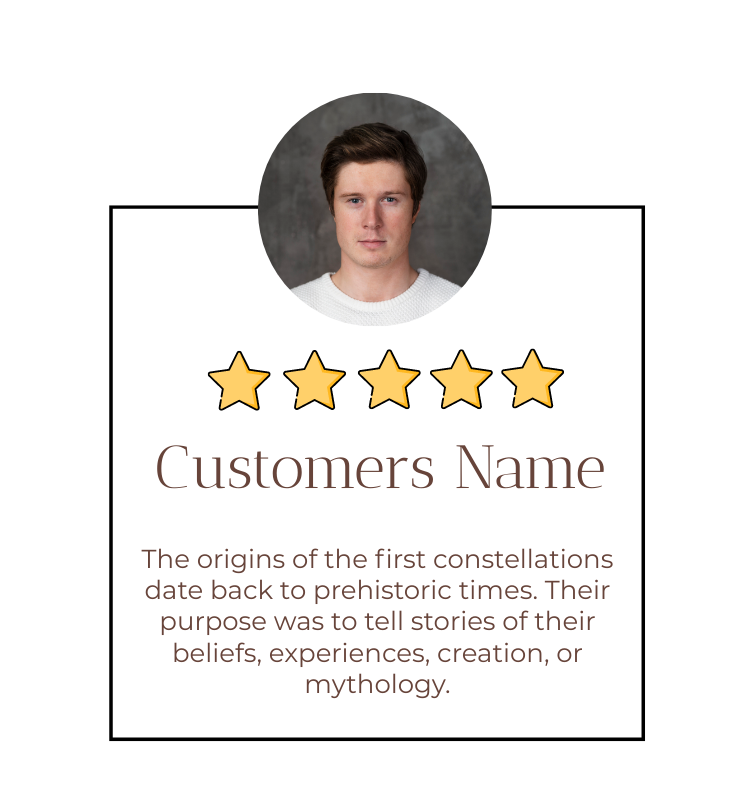 Customers Name
The origins of the first constellations
date back to prehistoric times. Their
purpose was to tell stories of their
beliefs, experiences, creation, or
mythology.